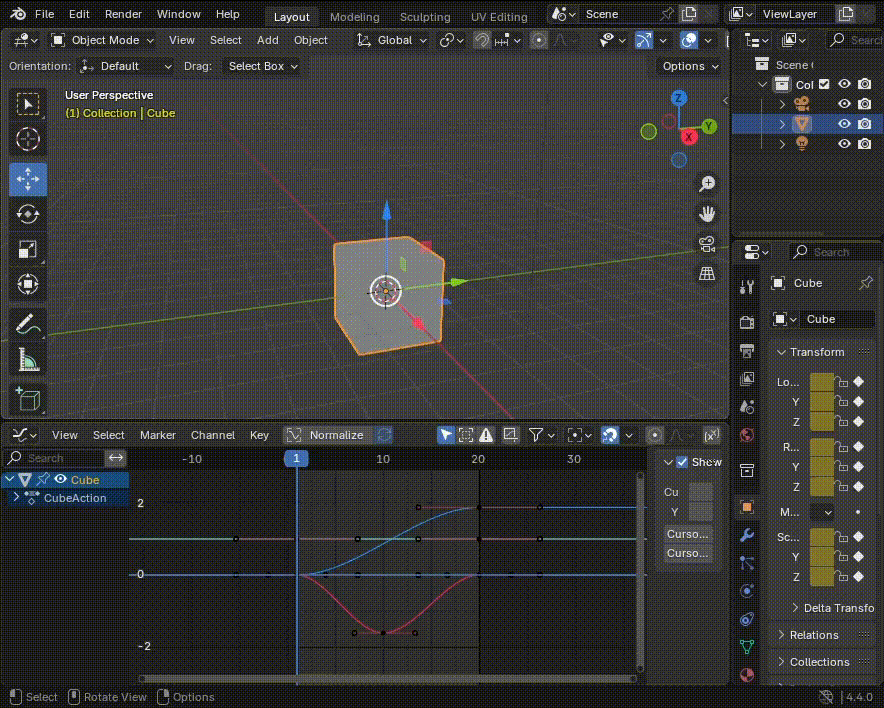 File Edit Render Window Help Layout Modeling Sculpting UV Editing Scene ViewLayer
Object Mode View Select Add Object Global Search
Orientation: Default Drag: Select Box Options
User Perspective
(1) Collection | Cube
Z
Y
X
Scene
Col
Search
Cube
Cube
Transform
Lo...
Y
Z
R...
Y
Z
M...
Sc...
Y
Z
Delta Transfo
Relations
Collections
View Select Marker Channel Key Normalize
Search
-10 1 10 20 30
Cube
CubeAction
2
0
-2
Show
Cu
Y
Curso...
Curso...
Select Rotate View Options 4.4.0